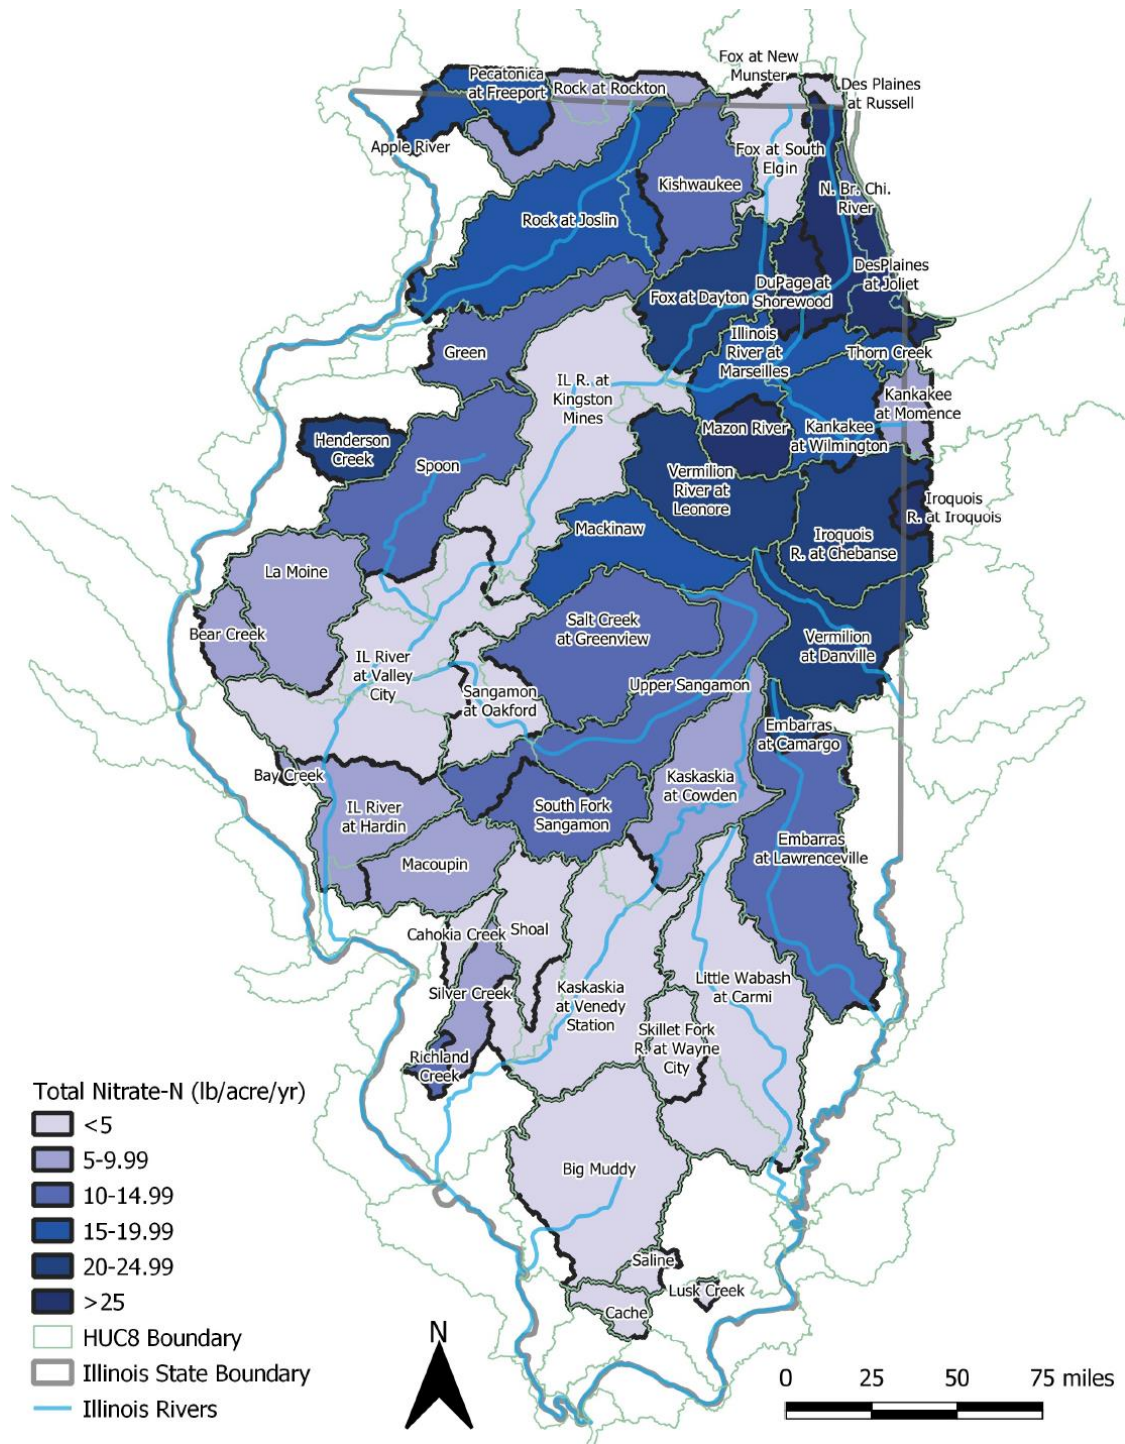 Fox at New
Munster
Des Plaines
at Russell
Pecatonica
at Freeport
Rock at Rockton
Apple River
Fox at South
Elgin
Kishwaukee
N. Br. Chi.
River
Rock at Joslin
DesPlaines
at Joliet
DuPage at
Shorewood
Fox at Dayton
Illinois
River at
Marseilles
Thorn Creek
Green
IL R. at
Kingston
Mines
Kankakee
at Momence
Mazon River
Kankakee
at Wilmington
Henderson
Creek
Spoon
Vermilion
River at
Leonore
Iroquois
R. at Iroquois
Mackinaw
Iroquois
R. at Chebanse
La Moine
Bear Creek
Salt Creek
at Greenview
Vermilion
at Danville
IL River
at Valley
City
Sangamon
at Oakford
Upper Sangamon
Embarras
at Camargo
Bay Creek
IL River
at Hardin
Kaskaskia
at Cowden
South Fork
Sangamon
Embarras
at Lawrenceville
Macoupin
Cahokia Creek
Shoal
Silver Creek
Kaskaskia
at Venedy
Station
Little Wabash
at Carmi
Skillet Fork
R. at Wayne
City
Richland
Creek
Big Muddy
Saline
Lusk Creek
Cache
Total Nitrate-N (lb/acre/yr)
<5
5-9.99
10-14.99
15-19.99
20-24.99
>25
HUC8 Boundary
Illinois State Boundary
Illinois Rivers
N
0 25 50 75 miles